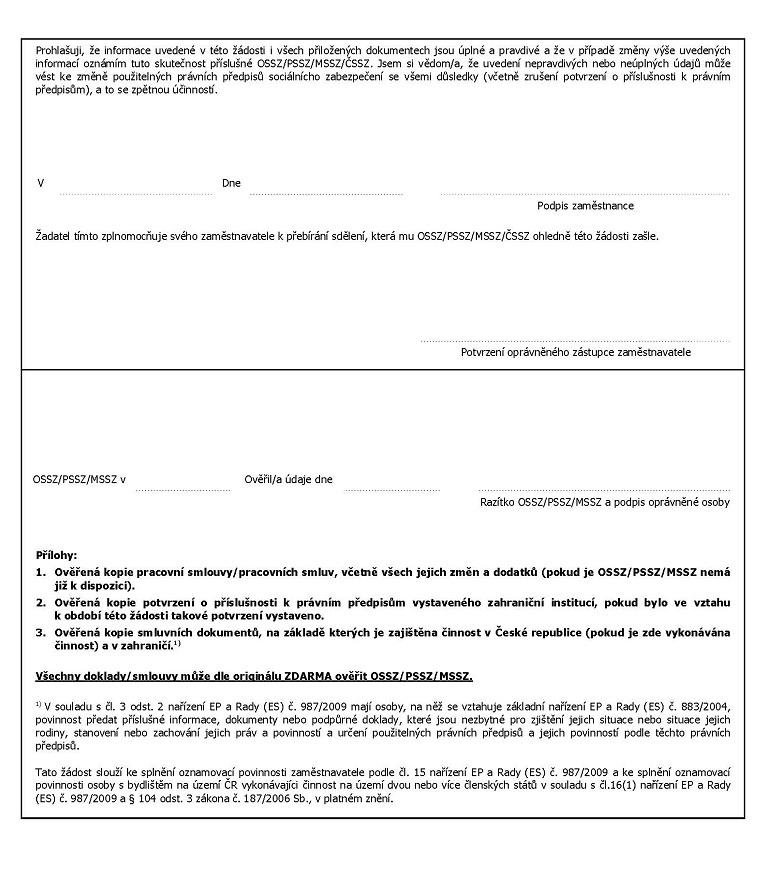 Prohlašuji, že informace uvedené v této žádosti i všech přiložených dokumentech jsou úplné a pravdivé a že v případě změny výše uvedených
informací oznámím tuto skutečnost příslušné OSSZ/PSSZ/MSSZ/ČSSZ. Jsem si vědom/a, že uvedení nepravdivých nebo neúplných údajů může
vést ke změně použitelných právních předpisů sociálního zabezpečení se všemi důsledky (včetně zrušení potvrzení o příslušnosti k právním
předpisům), a to se zpětnou účinností.
V Dne
Podpis zaměstnance
Žadatel tímto zplnomocňuje svého zaměstnavatele k přebírání sdělení, která mu OSSZ/PSSZ/MSSZ/ČSSZ ohledně této žádosti zašle.
Potvrzení oprávněného zástupce zaměstnavatele
OSSZ/PSSZ/MSSZ v Ověřil/a údaje dne
Razítko OSSZ/PSSZ/MSSZ a podpis oprávněné osoby
Přílohy:
1. Ověřená kopie pracovní smlouvy/pracovních smluv, včetně všech jejich změn a dodatků (pokud je OSSZ/PSSZ/MSSZ nemá
již k dispozici).
2. Ověřená kopie potvrzení o příslušnosti k právním předpisům vystaveného zahraniční institucí, pokud bylo ve vztahu
k období této žádosti takové potvrzení vystaveno.
3. Ověřená kopie smluvních dokumentů, na základě kterých je zajištěna činnost v České republice (pokud je zde vykonávána
činnost) a v zahraničí.¹⁾
Všechny doklady/smlouvy může dle originálu ZDARMA ověřit OSSZ/PSSZ/MSSZ.
¹⁾ V souladu s čl. 3 odst. 2 nařízení EP a Rady (ES) č. 987/2009 mají osoby, na něž se vztahuje základní nařízení EP a Rady (ES) č. 883/2004,
povinnost předat příslušné informace, dokumenty nebo podpůrné doklady, které jsou nezbytné pro zjištění jejich situace nebo situace jejich
rodiny, stanovení nebo zachování jejich práv a povinností a určení použitelných právních předpisů a jejich povinností podle těchto právních
předpisů.
Tato žádost slouží ke splnění oznamovací povinnosti zaměstnavatele podle čl. 15 nařízení EP a Rady (ES) č. 987/2009 a ke splnění oznamovací
povinnosti osoby s bydlištěm na území ČR vykonávající činnost na území dvou nebo více členských států v souladu s čl.16(1) nařízení EP a Rady
(ES) č. 987/2009 a § 104 odst. 3 zákona č. 187/2006 Sb., v platném znění.